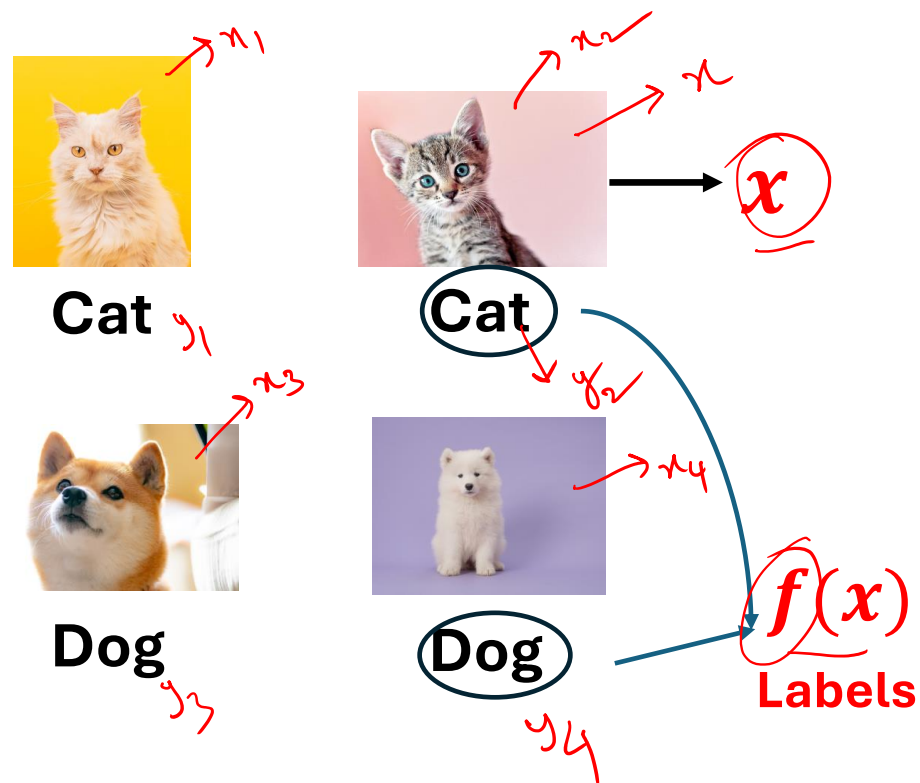 x1
x2
x
x
Cat
y1
Cat
y2
x3
x4
Dog
y3
Dog
y4
f(x)
Labels